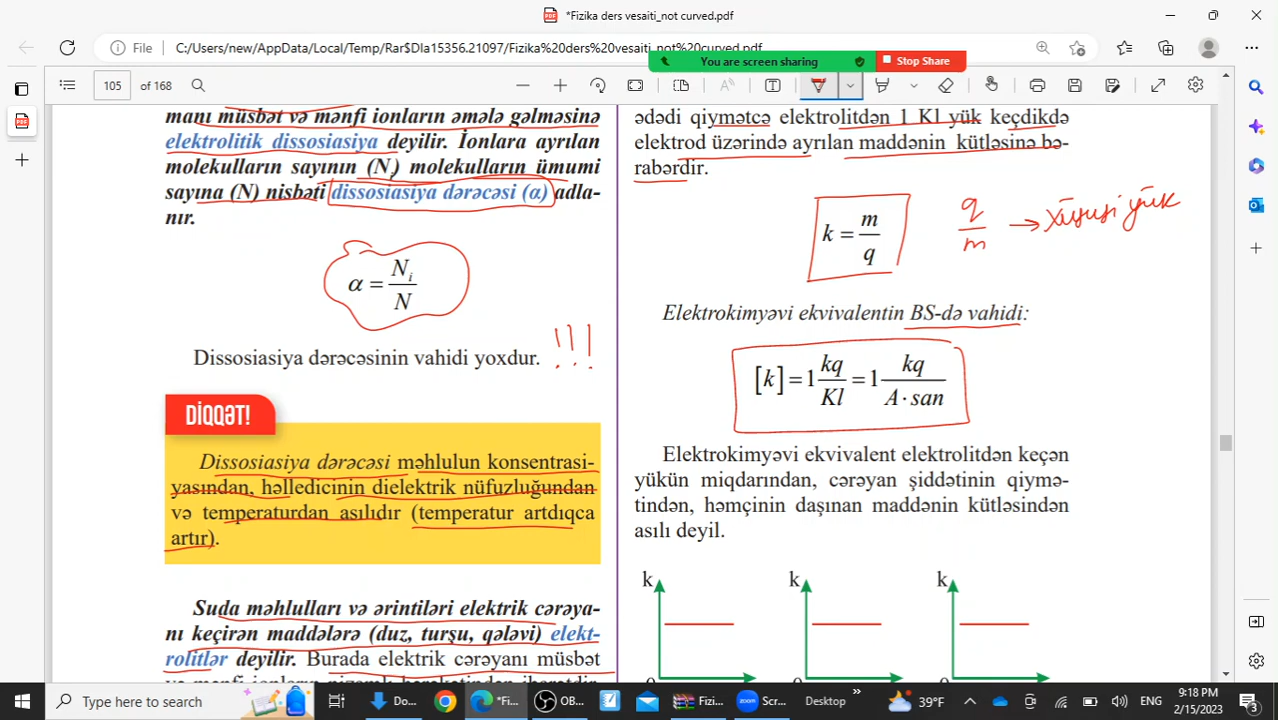 *Fizika ders vesaiti_not curved.pdf
File
C:/Users/new/AppData/Local/Temp/Rar$DIa15356.21097/Fizika%20ders%20vesaiti_not%20curved.pdf
You are screen sharing
Stop Share
105 of 168
manı müsbət və mənfi ionların əmələ gəlməsinə
elektrolitik dissosiasiya deyilir. İonlara ayrılan
molekulların sayının (Nᵢ) molekulların ümumi
sayına (N) nisbəti dissosiasiya dərəcəsi (α) adla-
nır.
α = Nᵢ/N
Dissosiasiya dərəcəsinin vahidi yoxdur. !!!
DİQQƏT!
Dissosiasiya dərəcəsi məhlulun konsentrasi-
yasından, həlledicinin dielektrik nüfuzluğundan
və temperaturdan asılıdır (temperatur artdıqca
artır).
Suda məhlulları və ərintiləri elektrik cərəya-
nı keçirən maddələrə (duz, turşu, qələvi) elekt-
rolitlər deyilir. Burada elektrik cərəyanı müsbət
ədədi qiymətcə elektrolitdən 1 Kl yük keçdikdə
elektrod üzərində ayrılan maddənin kütləsinə bə-
rabərdir.
k = m/q
q/m → xüsusi yük
Elektrokimyəvi ekvivalentin BS-də vahidi:
[k] = 1 kq/Kl = 1 kq/A · san
Elektrokimyəvi ekvivalent elektrolitdən keçən
yükün miqdarından, cərəyan şiddətinin qiymə-
tindən, həmçinin daşınan maddənin kütləsindən
asılı deyil.
k k k
Type here to search
Do...
*Fi...
OB...
Fizi...
Scr...
Desktop
39°F
ENG
9:18 PM
2/15/2023
3